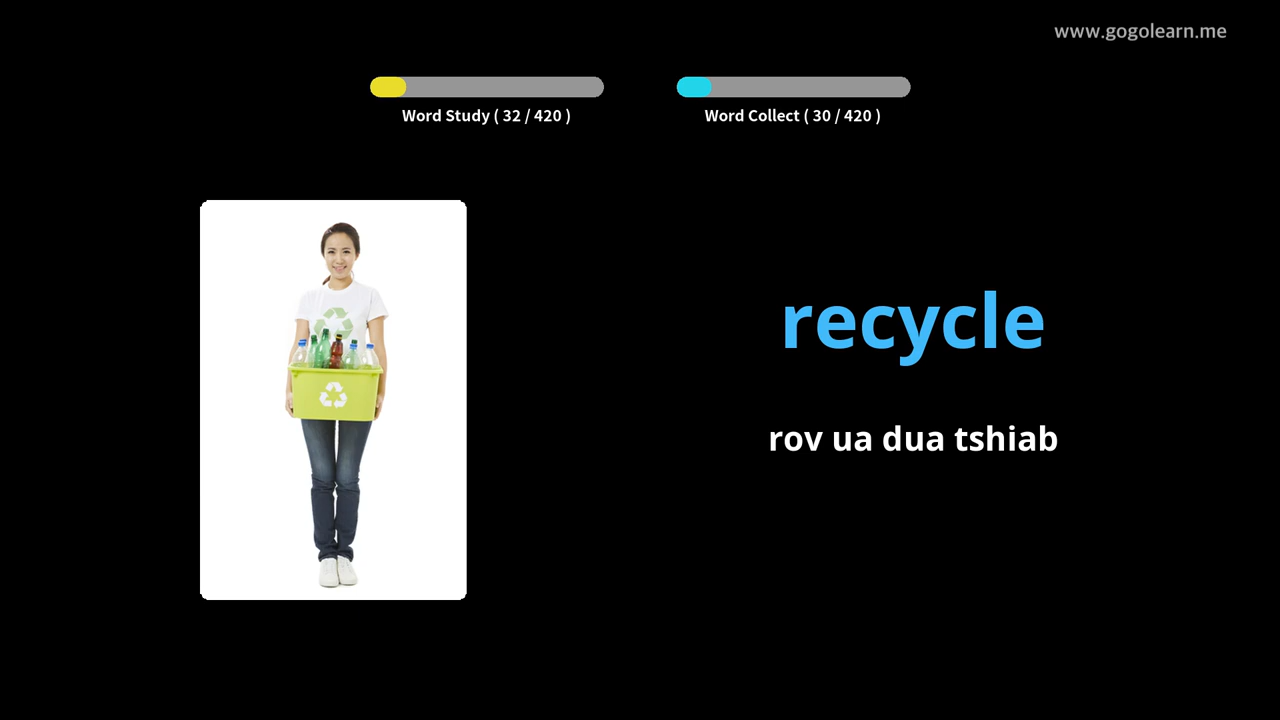 www.gogolearn.me
Word Study ( 32 / 420 )
Word Collect ( 30 / 420 )
recycle
rov ua dua tshiab